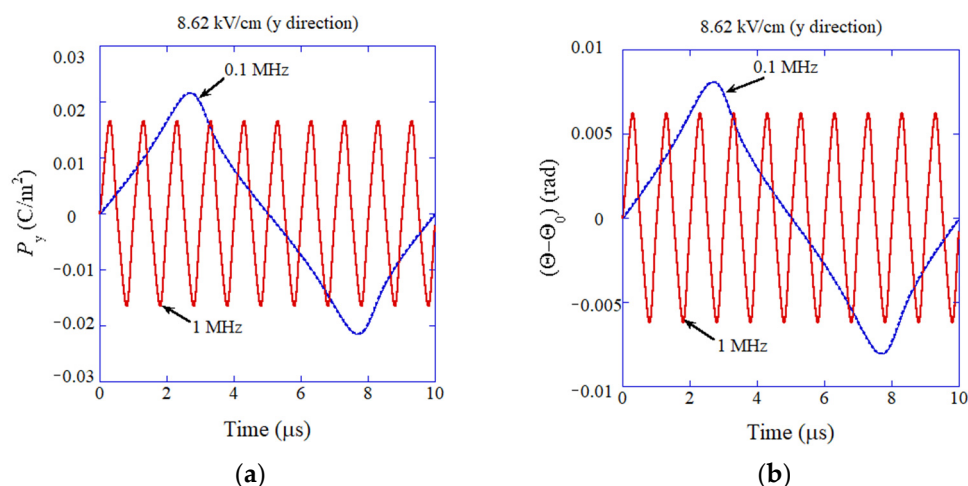 8.62 kV/cm (y direction)
0.03
0.02
0.01
0
−0.01
−0.02
−0.03
P_y (C/m²)
0.1 MHz
1 MHz
0 2 4 6 8 10
Time (μs)
(a)
8.62 kV/cm (y direction)
0.01
0.005
0
−0.005
−0.01
(Θ−Θ₀) (rad)
0.1 MHz
1 MHz
0 2 4 6 8 10
Time (μs)
(b)